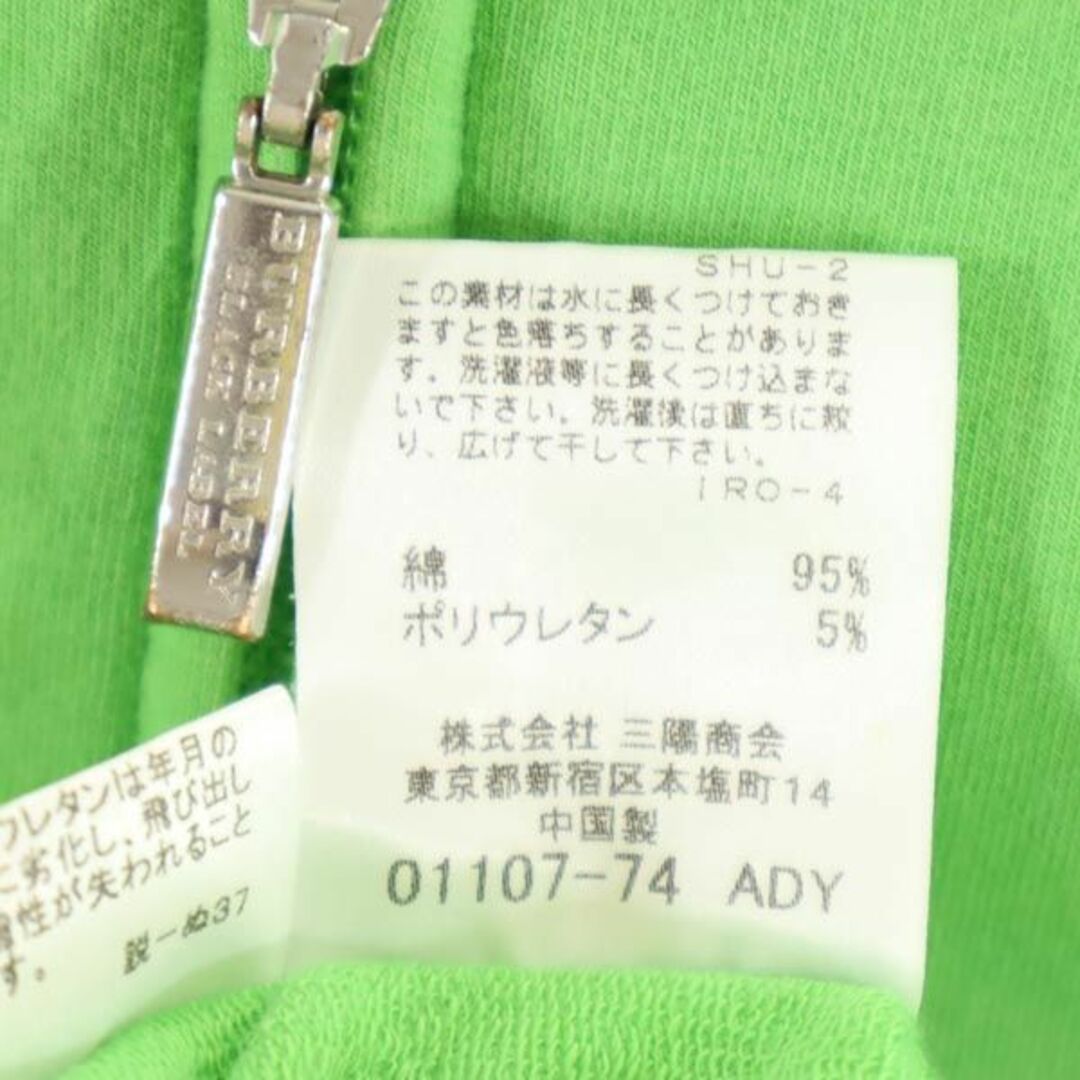 BURBERRY
BLACK LABEL
SHU-2
この素材は水に長くつけておき
ますと色落ちすることがありま
す。洗濯液等に長くつけ込まな
いで下さい。洗濯後は直ちに絞
り、広げて干して下さい。
IRO-4
綿 95%
ポリウレタン 5%
株式会社 三陽商会
東京都新宿区本塩町14
中国製
01107-74 ADY
ウレタンは年月の
に劣化し、飛び出し
性が失われること
す。 鋭-ぬ37